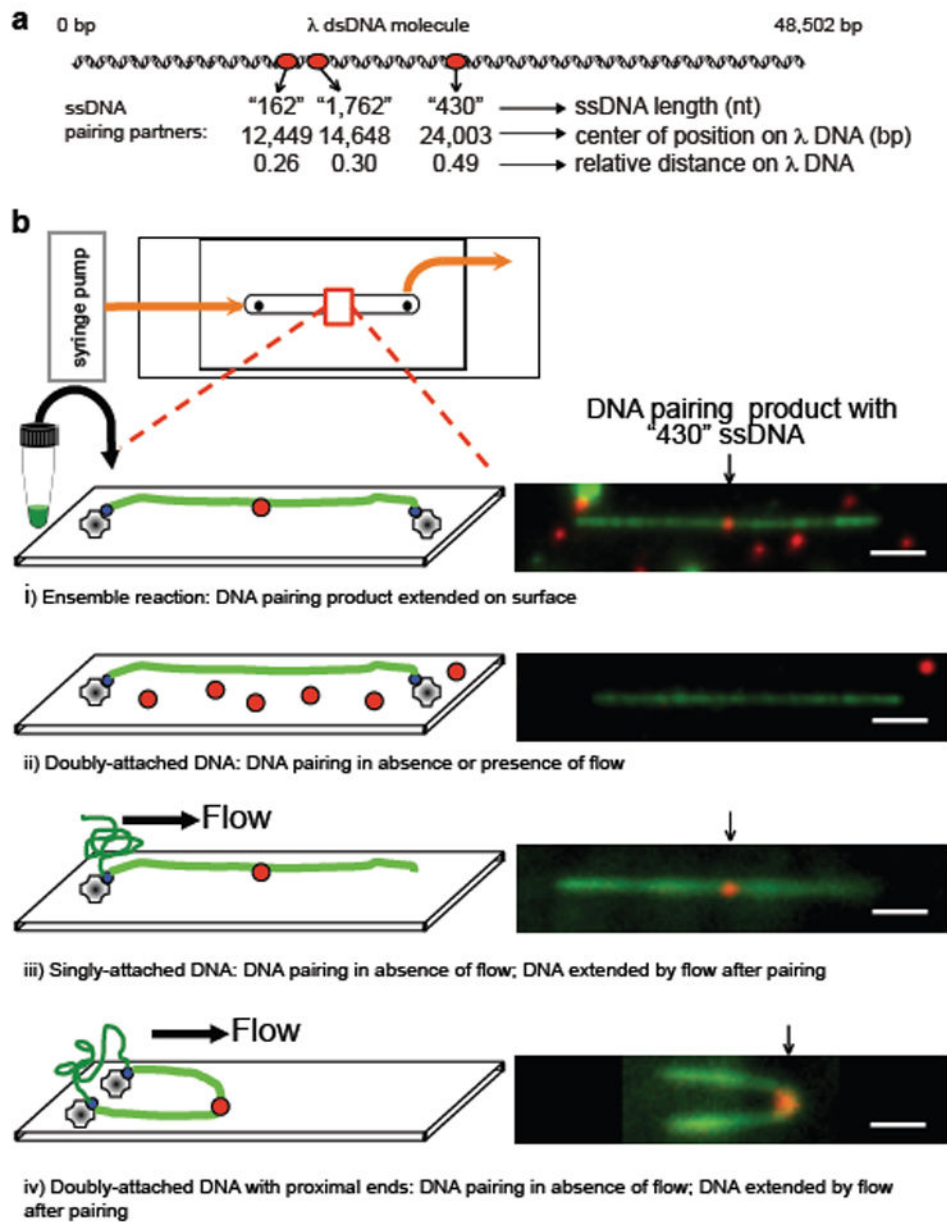 a
0 bp λ dsDNA molecule 48,502 bp
ssDNA "162" "1,762" "430" ssDNA length (nt)
pairing partners: 12,449 14,648 24,003 center of position on λ DNA (bp)
0.26 0.30 0.49 relative distance on λ DNA
b
syringe pump
DNA pairing product with
"430" ssDNA
i) Ensemble reaction: DNA pairing product extended on surface
ii) Doubly-attached DNA: DNA pairing in absence or presence of flow
Flow
iii) Singly-attached DNA: DNA pairing in absence of flow; DNA extended by flow after pairing
Flow
iv) Doubly-attached DNA with proximal ends: DNA pairing in absence of flow; DNA extended by flow
after pairing